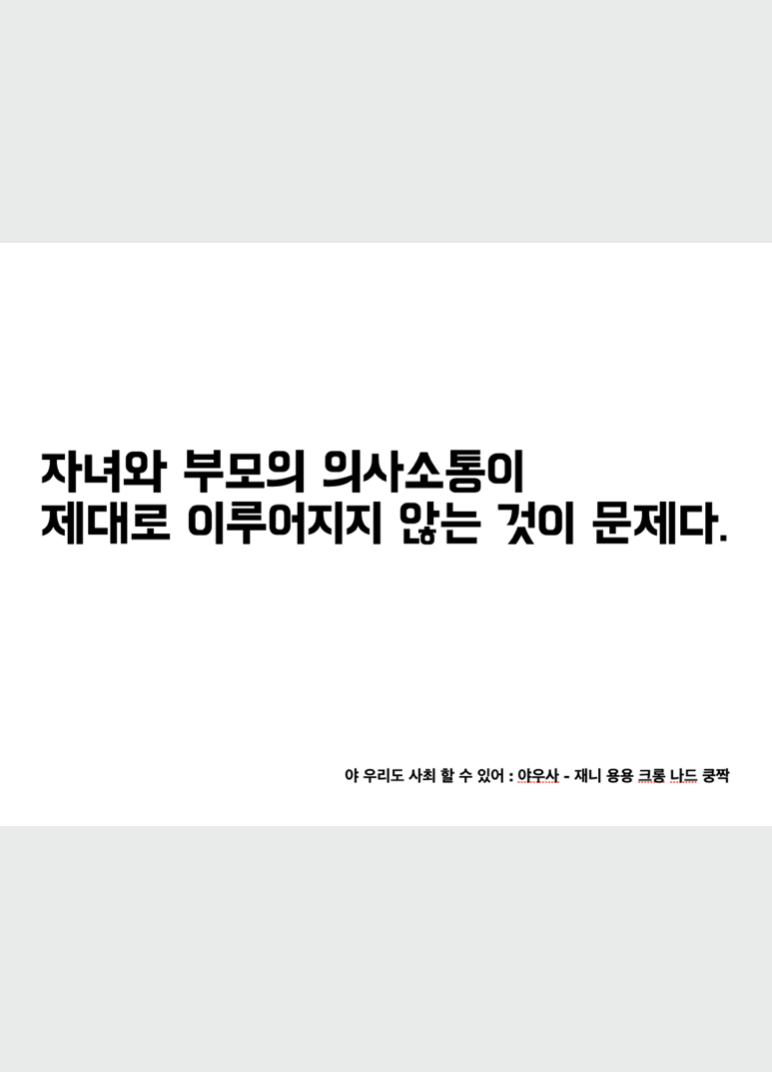 자녀와 부모의 의사소통이
제대로 이루어지지 않는 것이 문제다.
야 우리도 사최 할 수 있어 : 야우사 - 재니 용용 크롱 나드 쿵짝